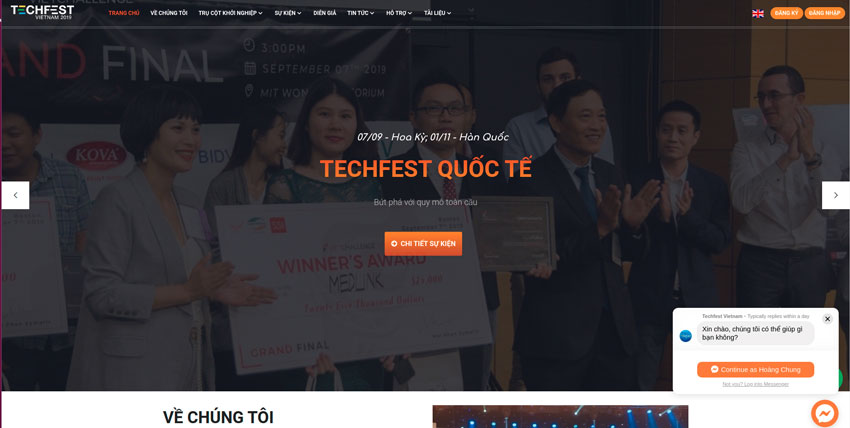 TECHFEST
VIETNAM 2019
TRANG CHỦ
VỀ CHÚNG TÔI
TRỤ CỘT KHỞI NGHIỆP
SỰ KIỆN
DIỄN GIẢ
TIN TỨC
HỖ TRỢ
TÀI LIỆU
ĐĂNG KÝ
ĐĂNG NHẬP
3:00PM
AND FINAL
SEPTEMBER 07TH 2019
MIT WONG AUDITORIUM
KOVA
BIDV
07/09 - Hoa Kỳ; 01/11 - Hàn Quốc
TECHFEST QUỐC TẾ
Bứt phá với quy mô toàn cầu
CHI TIẾT SỰ KIỆN
CHALLENGE
WINNER'S AWARD
MEDLINK
$25,000
Twenty Five Thousand Dollars
GRAND FINAL
Techfest Vietnam • Typically replies within a day
Xin chào, chúng tôi có thể giúp gì
bạn không?
Continue as Hoàng Chung
Not you? Log into Messenger
VỀ CHÚNG TÔI